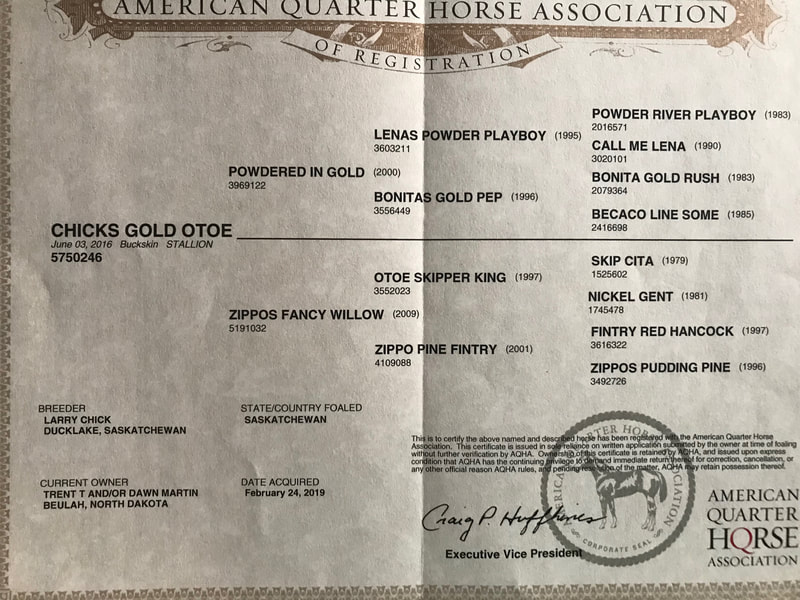 AMERICAN QUARTER HORSE ASSOCIATION
OF REGISTRATION
POWDER RIVER PLAYBOY (1983)
2016571
LENAS POWDER PLAYBOY (1995)
3603211
CALL ME LENA (1990)
3020101
POWDERED IN GOLD (2000)
3969122
BONITA GOLD RUSH (1983)
2079364
BONITAS GOLD PEP (1996)
3556449
BECACO LINE SOME (1985)
2416698
CHICKS GOLD OTOE
June 03, 2016 Buckskin STALLION
5750246
SKIP CITA (1979)
1525602
OTOE SKIPPER KING (1997)
3552023
NICKEL GENT (1981)
1745478
ZIPPOS FANCY WILLOW (2009)
5191032
FINTRY RED HANCOCK (1997)
3616322
ZIPPO PINE FINTRY (2001)
4109088
ZIPPOS PUDDING PINE (1996)
3492726
BREEDER
LARRY CHICK
DUCKLAKE, SASKATCHEWAN
STATE/COUNTRY FOALED
SASKATCHEWAN
CURRENT OWNER
TRENT T AND/OR DAWN MARTIN
BEULAH, NORTH DAKOTA
DATE ACQUIRED
February 24, 2019
This is to certify the above named and described horse has been registered with the American Quarter Horse
Association. This certificate is issued in sole reliance on written application submitted by the owner at time of foaling
without further verification by AQHA. Ownership of this certificate is retained by AQHA, and issued upon express
condition that AQHA has the continuing privilege to demand immediate return thereof for correction, cancellation, or
any other official reason AQHA rules, and pending resolution of the matter, AQHA may retain possession thereof.
Craig P. Huffhines
Executive Vice President
AMERICAN QUARTER HORSE ASSOCIATION
CORPORATE SEAL
AMERICAN
QUARTER
HORSE
ASSOCIATION